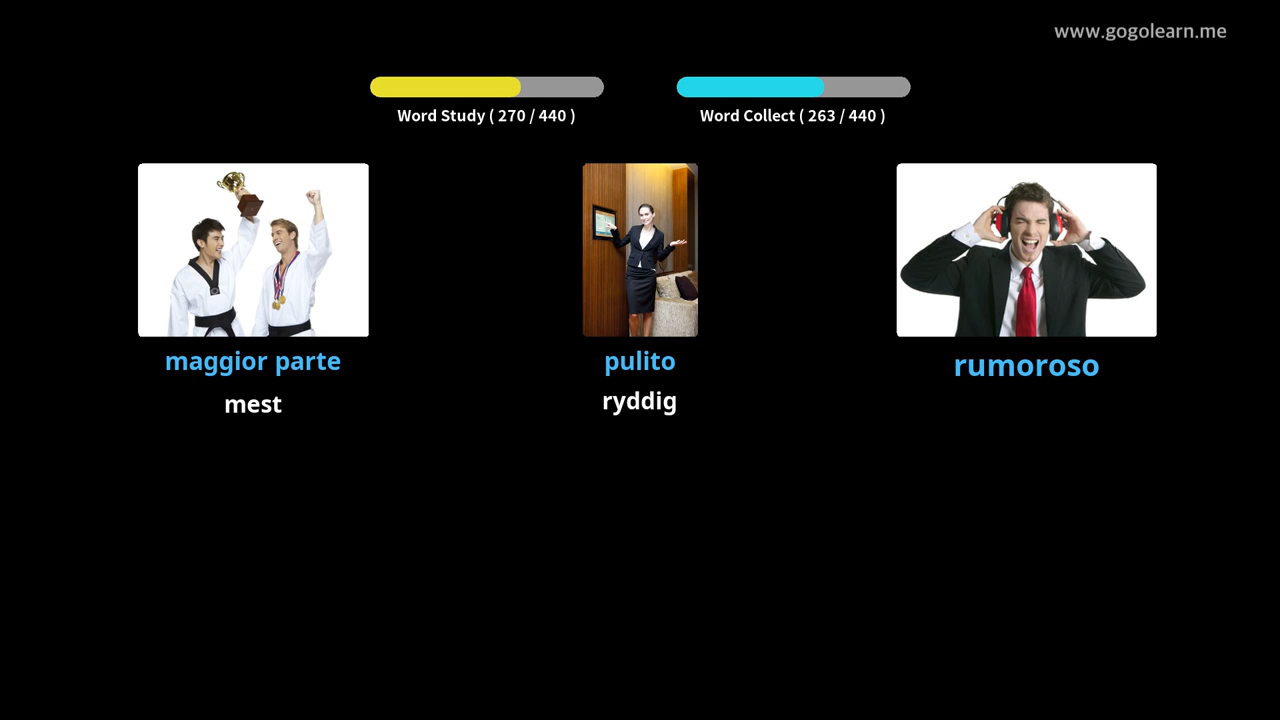 www.gogolearn.me
Word Study ( 270 / 440 )
Word Collect ( 263 / 440 )
maggior parte
mest
pulito
ryddig
rumoroso